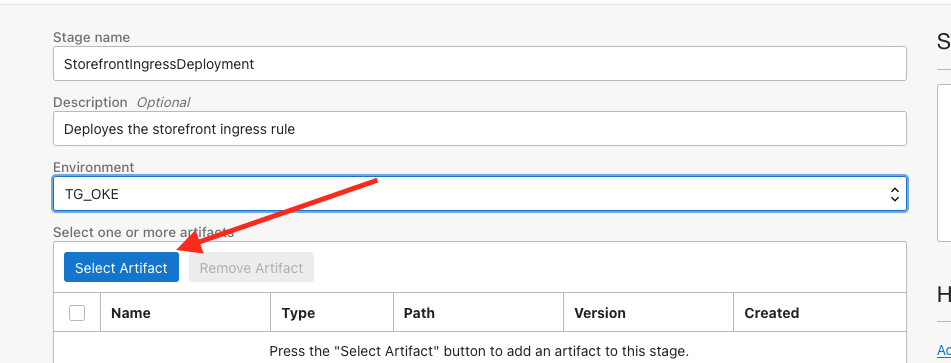 Stage name
StorefrontIngressDeployment
Description Optional
Deployes the storefront ingress rule
Environment
TG_OKE
Select one or more artifacts
Select Artifact Remove Artifact
Name Type Path Version Created
Press the "Select Artifact" button to add an artifact to this stage.